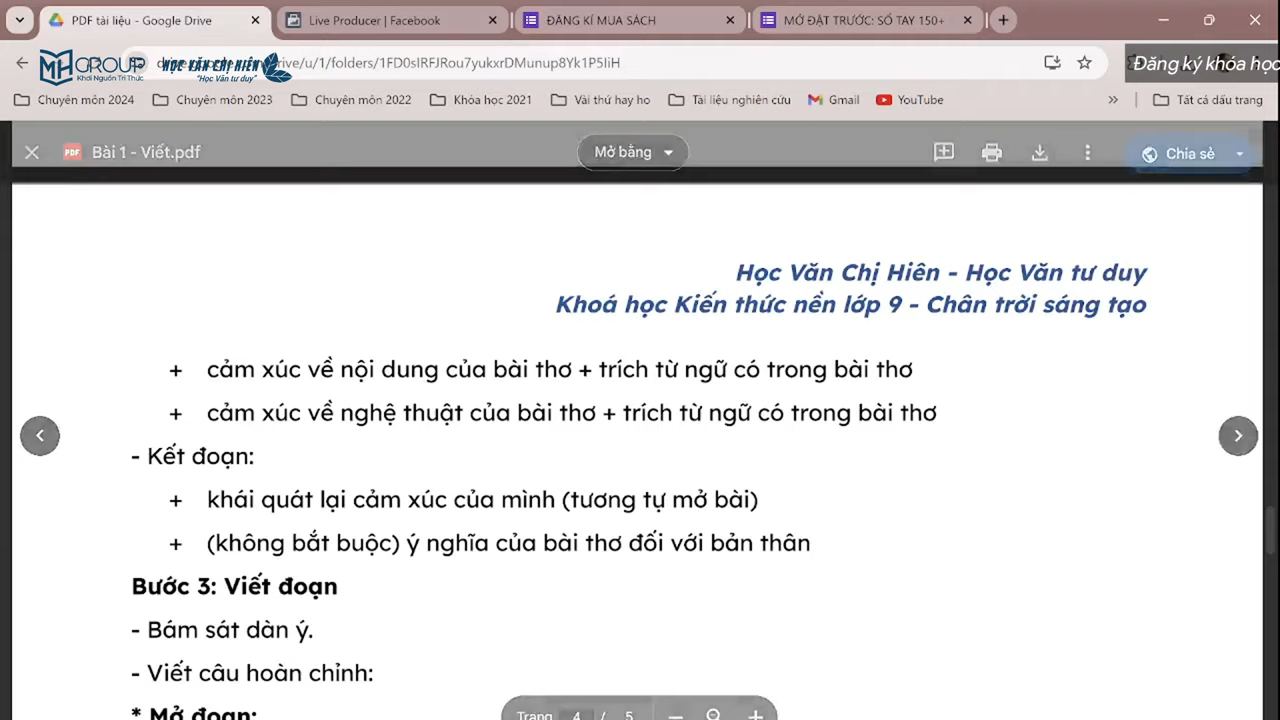 PDF tài liệu - Google Drive
Live Producer | Facebook
ĐĂNG KÍ MUA SÁCH
MỞ ĐẶT TRƯỚC: SỔ TAY 150+
MHGROUP
Khơi Nguồn Tri Thức
HỌC VĂN CHỊ HIÊN
"Học Văn tư duy"
rive/u/1/folders/1FD0sIRFJRou7yukxrDMunup8Yk1P5IiH
Đăng ký khóa học
Chuyên môn 2024
Chuyên môn 2023
Chuyên môn 2022
Khóa học 2021
Vài thứ hay ho
Tài liệu nghiên cứu
Gmail
YouTube
Tất cả dấu trang
PDF
Bài 1 - Viết.pdf
Mở bằng
Chia sẻ
Học Văn Chị Hiên - Học Văn tư duy
Khoá học Kiến thức nền lớp 9 - Chân trời sáng tạo
+ cảm xúc về nội dung của bài thơ + trích từ ngữ có trong bài thơ
+ cảm xúc về nghệ thuật của bài thơ + trích từ ngữ có trong bài thơ
- Kết đoạn:
+ khái quát lại cảm xúc của mình (tương tự mở bài)
+ (không bắt buộc) ý nghĩa của bài thơ đối với bản thân
Bước 3: Viết đoạn
- Bám sát dàn ý.
- Viết câu hoàn chỉnh:
* Mở đoạn:
Trang 4 / 5